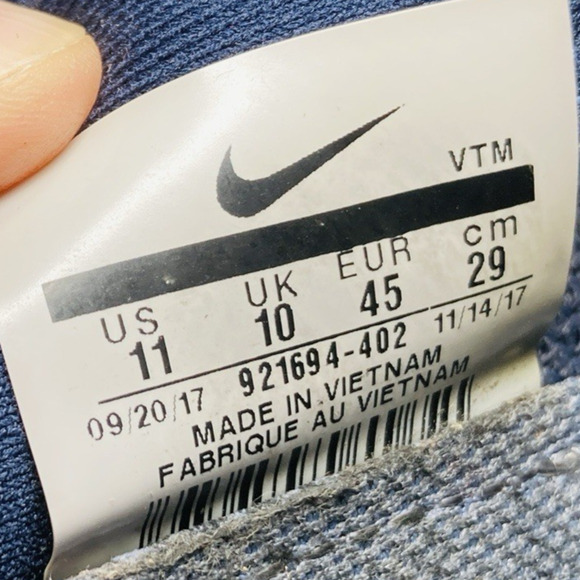 VTM
US UK EUR cm
11 10 45 29
09/20/17 921694-402 11/14/17
MADE IN VIETNAM
FABRIQUE AU VIETNAM